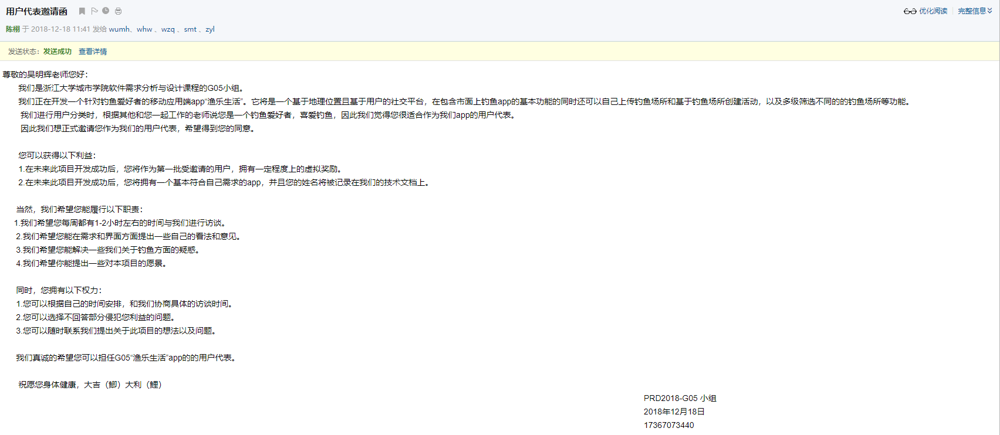 用户代表邀请函
优化阅读 完整信息
陈栩 于 2018-12-18 11:41 发给 wumh、whw 、wzq 、smt 、zyl
发送状态：发送成功 查看详情
尊敬的吴明辉老师您好：
我们是浙江大学城市学院软件需求分析与设计课程的G05小组。
我们正在开发一个针对钓鱼爱好者的移动应用端app“渔乐生活”。它将是一个基于地理位置且基于用户的社交平台，在包含市面上钓鱼app的基本功能的同时还可以自己上传钓鱼场所和基于钓鱼场所创建活动，以及多级筛选不同的的钓鱼场所等功能。
我们进行用户分类时，根据其他和您一起工作的老师说您是一个钓鱼爱好者，喜爱钓鱼，因此我们觉得您很适合作为我们app的用户代表。
因此我们想正式邀请您作为我们的用户代表，希望得到您的同意。
您可以获得以下利益：
1.在未来此项目开发成功后，您将作为第一批受邀请的用户，拥有一定程度上的虚拟奖励。
2.在未来此项目开发成功后，您将拥有一个基本符合自己需求的app，并且您的姓名将被记录在我们的技术文档上。
当然，我们希望您能履行以下职责：
1.我们希望您每周都有1-2小时左右的时间与我们进行访谈。
2.我们希望您能在需求和界面方面提出一些自己的看法和意见。
3.我们希望您能解决一些我们关于钓鱼方面的疑惑。
4.我们希望你能提出一些对本项目的愿景。
同时，您拥有以下权力：
1.您可以根据自己的时间安排，和我们协商具体的访谈时间。
2.您可以选择不回答部分侵犯您利益的问题。
3.您可以随时联系我们提出关于此项目的想法以及问题。
我们真诚的希望您可以担任G05“渔乐生活”app的的用户代表。
祝愿您身体健康，大吉（鲫）大利（鲤）
PRD2018-G05 小组
2018年12月18日
17367073440